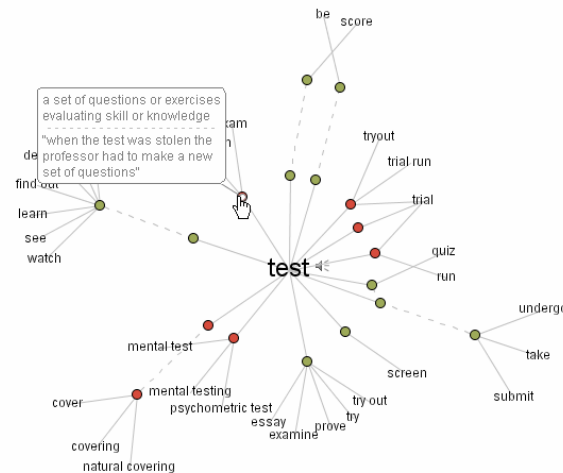 be
score
a set of questions or exercises
evaluating skill or knowledge
"when the test was stolen the
professor had to make a new
set of questions"
tryout
trial run
trial
find out
learn
see
watch
test
quiz
run
undergo
take
submit
mental test
screen
cover
mental testing
psychometric test
try out
try
essay
prove
examine
covering
natural covering